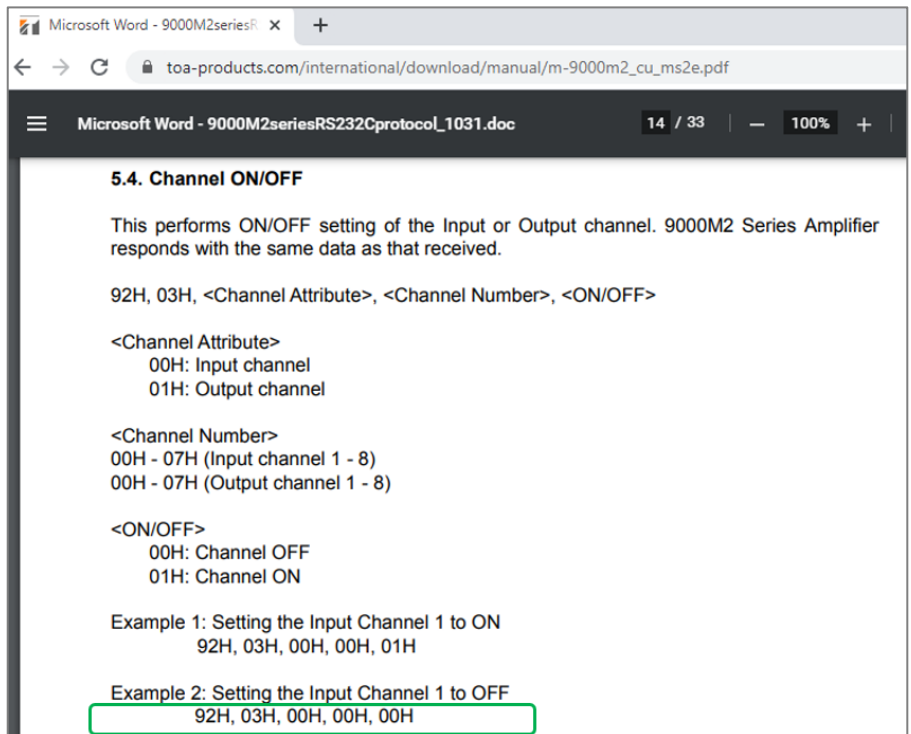 Microsoft Word - 9000M2seriesR
toa-products.com/international/download/manual/m-9000m2_cu_ms2e.pdf
Microsoft Word - 9000M2seriesRS232Cprotocol_1031.doc 14 / 33 100%
5.4. Channel ON/OFF
This performs ON/OFF setting of the Input or Output channel. 9000M2 Series Amplifier
responds with the same data as that received.
92H, 03H, <Channel Attribute>, <Channel Number>, <ON/OFF>
<Channel Attribute>
00H: Input channel
01H: Output channel
<Channel Number>
00H - 07H (Input channel 1 - 8)
00H - 07H (Output channel 1 - 8)
<ON/OFF>
00H: Channel OFF
01H: Channel ON
Example 1: Setting the Input Channel 1 to ON
92H, 03H, 00H, 00H, 01H
Example 2: Setting the Input Channel 1 to OFF
92H, 03H, 00H, 00H, 00H